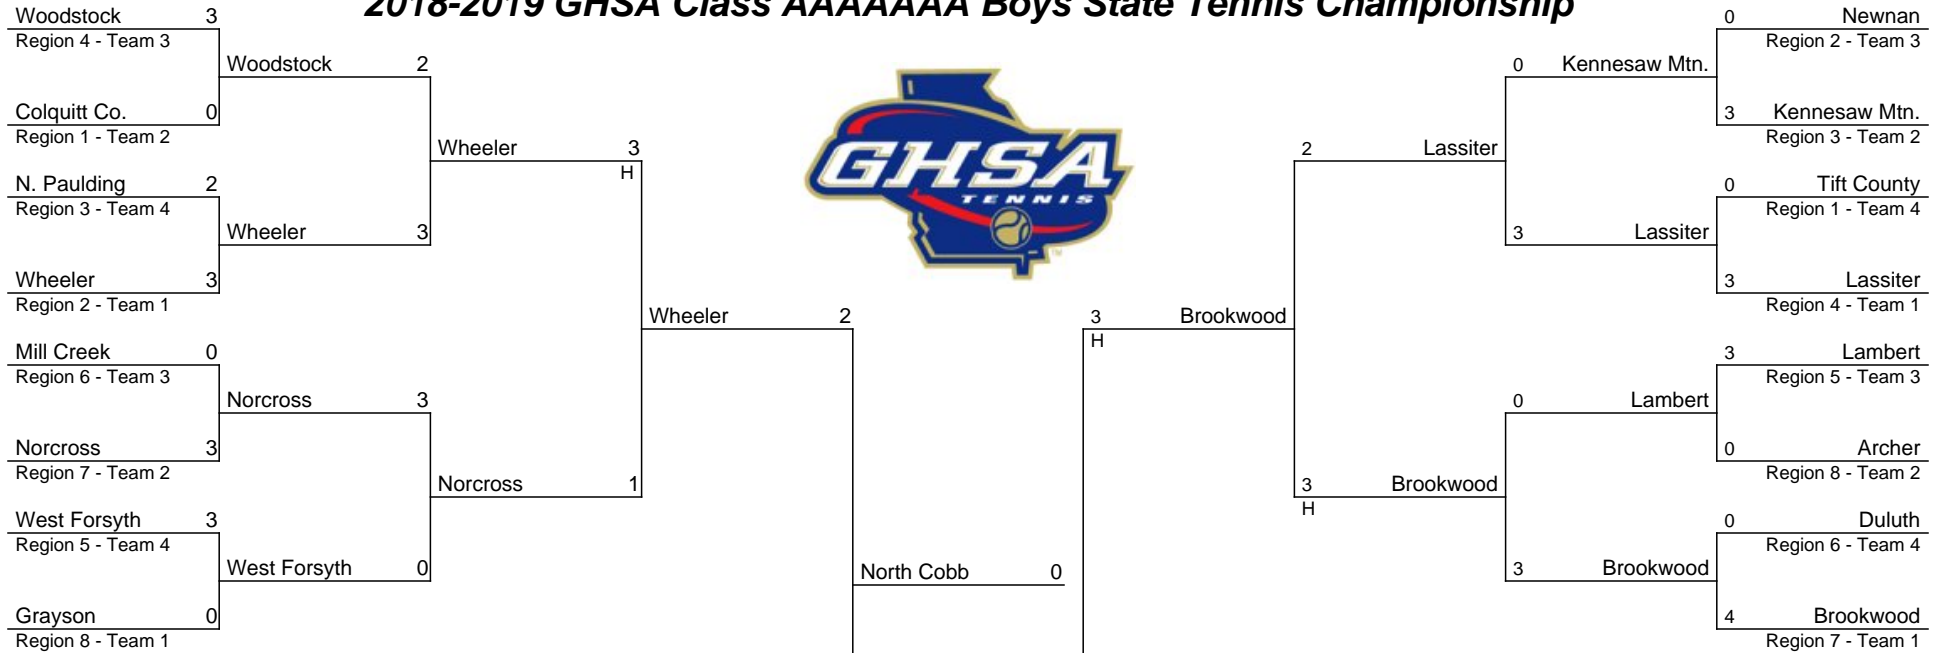 2018-2019 GHSA Class AAAAAAA Boys State Tennis Championship
Woodstock 3
Region 4 - Team 3
Woodstock 2
Colquitt Co. 0
Region 1 - Team 2
Wheeler 3
H
N. Paulding 2
Region 3 - Team 4
Wheeler 3
Wheeler 3
Region 2 - Team 1
Wheeler 2
Mill Creek 0
Region 6 - Team 3
Norcross 3
Norcross 3
Region 7 - Team 2
Norcross 1
West Forsyth 3
Region 5 - Team 4
West Forsyth 0
Grayson 0
Region 8 - Team 1
North Cobb 0
GHSA
TENNIS
TM
0 Newnan
Region 2 - Team 3
0 Kennesaw Mtn.
3 Kennesaw Mtn.
Region 3 - Team 2
2 Lassiter
0 Tift County
Region 1 - Team 4
3 Lassiter
3 Lassiter
Region 4 - Team 1
3 Brookwood
H
3 Lambert
Region 5 - Team 3
0 Lambert
0 Archer
Region 8 - Team 2
3 Brookwood
H
0 Duluth
Region 6 - Team 4
3 Brookwood
4 Brookwood
Region 7 - Team 1